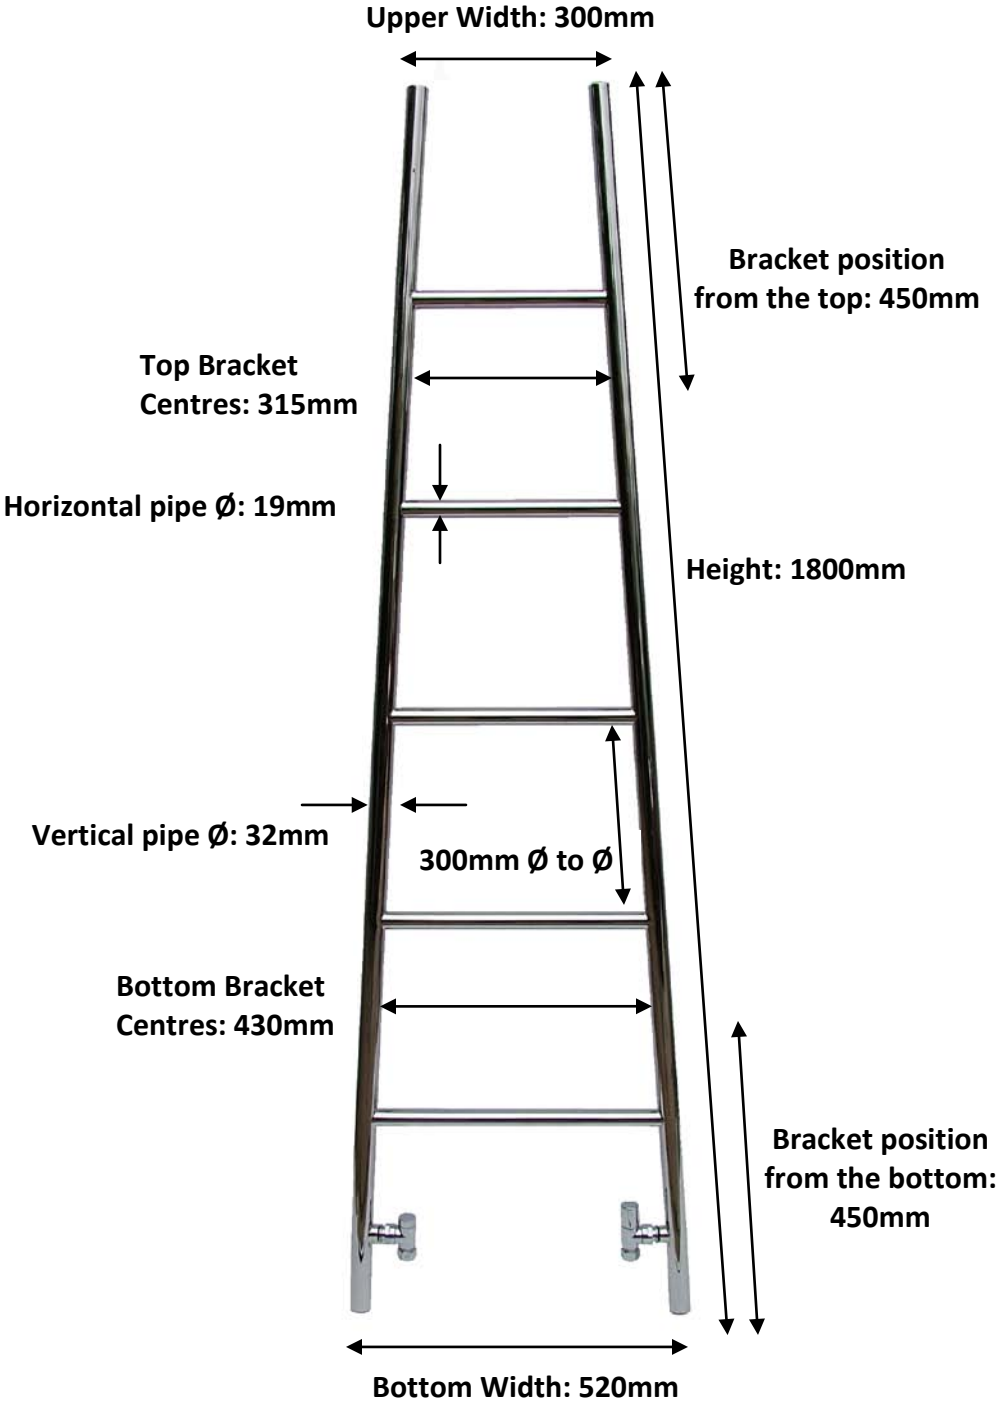 Upper Width: 300mm
Bracket position
from the top: 450mm
Top Bracket
Centres: 315mm
Horizontal pipe Ø: 19mm
Height: 1800mm
Vertical pipe Ø: 32mm
300mm Ø to Ø
Bottom Bracket
Centres: 430mm
Bracket position
from the bottom:
450mm
Bottom Width: 520mm